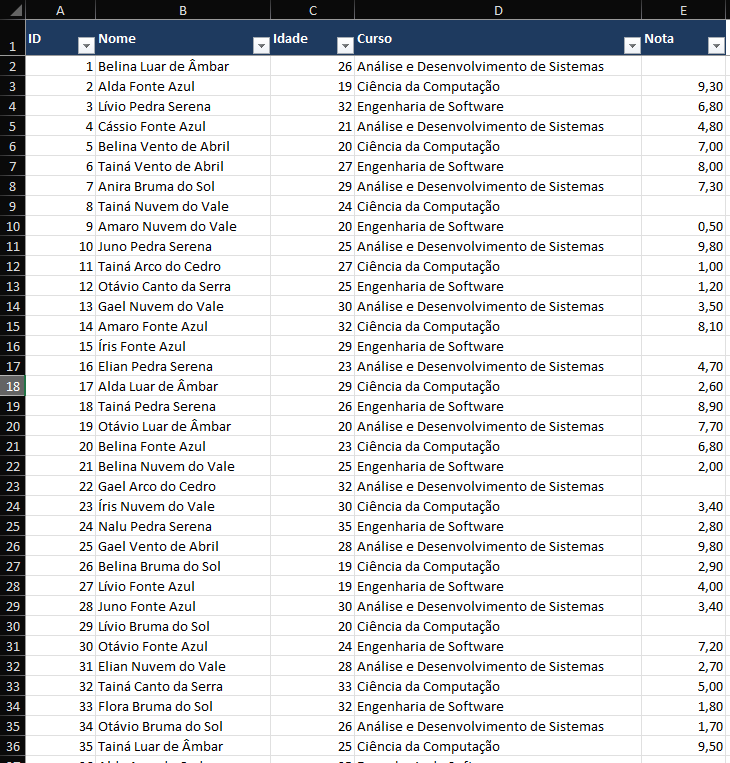 A B C D E
1 ID Nome Idade Curso Nota
2 1 Belina Luar de Âmbar 26 Análise e Desenvolvimento de Sistemas
3 2 Alda Fonte Azul 19 Ciência da Computação 9,30
4 3 Lívio Pedra Serena 32 Engenharia de Software 6,80
5 4 Cássio Fonte Azul 21 Análise e Desenvolvimento de Sistemas 4,80
6 5 Belina Vento de Abril 20 Ciência da Computação 7,00
7 6 Tainá Vento de Abril 27 Engenharia de Software 8,00
8 7 Anira Bruma do Sol 29 Análise e Desenvolvimento de Sistemas 7,30
9 8 Tainá Nuvem do Vale 24 Ciência da Computação
10 9 Amaro Nuvem do Vale 20 Engenharia de Software 0,50
11 10 Juno Pedra Serena 25 Análise e Desenvolvimento de Sistemas 9,80
12 11 Tainá Arco do Cedro 27 Ciência da Computação 1,00
13 12 Otávio Canto da Serra 25 Engenharia de Software 1,20
14 13 Gael Nuvem do Vale 30 Análise e Desenvolvimento de Sistemas 3,50
15 14 Amaro Fonte Azul 32 Ciência da Computação 8,10
16 15 Íris Fonte Azul 29 Engenharia de Software
17 16 Elian Pedra Serena 23 Análise e Desenvolvimento de Sistemas 4,70
18 17 Alda Luar de Âmbar 29 Ciência da Computação 2,60
19 18 Tainá Pedra Serena 26 Engenharia de Software 8,90
20 19 Otávio Luar de Âmbar 20 Análise e Desenvolvimento de Sistemas 7,70
21 20 Belina Fonte Azul 23 Ciência da Computação 6,80
22 21 Belina Nuvem do Vale 25 Engenharia de Software 2,00
23 22 Gael Arco do Cedro 32 Análise e Desenvolvimento de Sistemas
24 23 Íris Nuvem do Vale 30 Ciência da Computação 3,40
25 24 Nalu Pedra Serena 35 Engenharia de Software 2,80
26 25 Gael Vento de Abril 28 Análise e Desenvolvimento de Sistemas 9,80
27 26 Belina Bruma do Sol 19 Ciência da Computação 2,90
28 27 Lívio Fonte Azul 19 Engenharia de Software 4,00
29 28 Juno Fonte Azul 30 Análise e Desenvolvimento de Sistemas 3,40
30 29 Lívio Bruma do Sol 20 Ciência da Computação
31 30 Otávio Fonte Azul 24 Engenharia de Software 7,20
32 31 Elian Nuvem do Vale 28 Análise e Desenvolvimento de Sistemas 2,70
33 32 Tainá Canto da Serra 33 Ciência da Computação 5,00
34 33 Flora Bruma do Sol 32 Engenharia de Software 1,80
35 34 Otávio Bruma do Sol 26 Análise e Desenvolvimento de Sistemas 1,70
36 35 Tainá Luar de Âmbar 25 Ciência da Computação 9,50